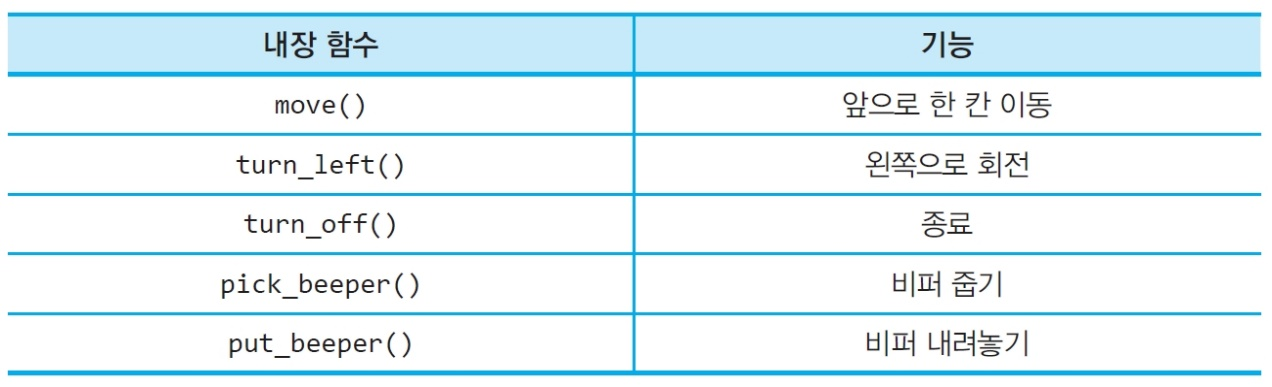 내장 함수 기능
move() 앞으로 한 칸 이동
turn_left() 왼쪽으로 회전
turn_off() 종료
pick_beeper() 비퍼 줍기
put_beeper() 비퍼 내려놓기